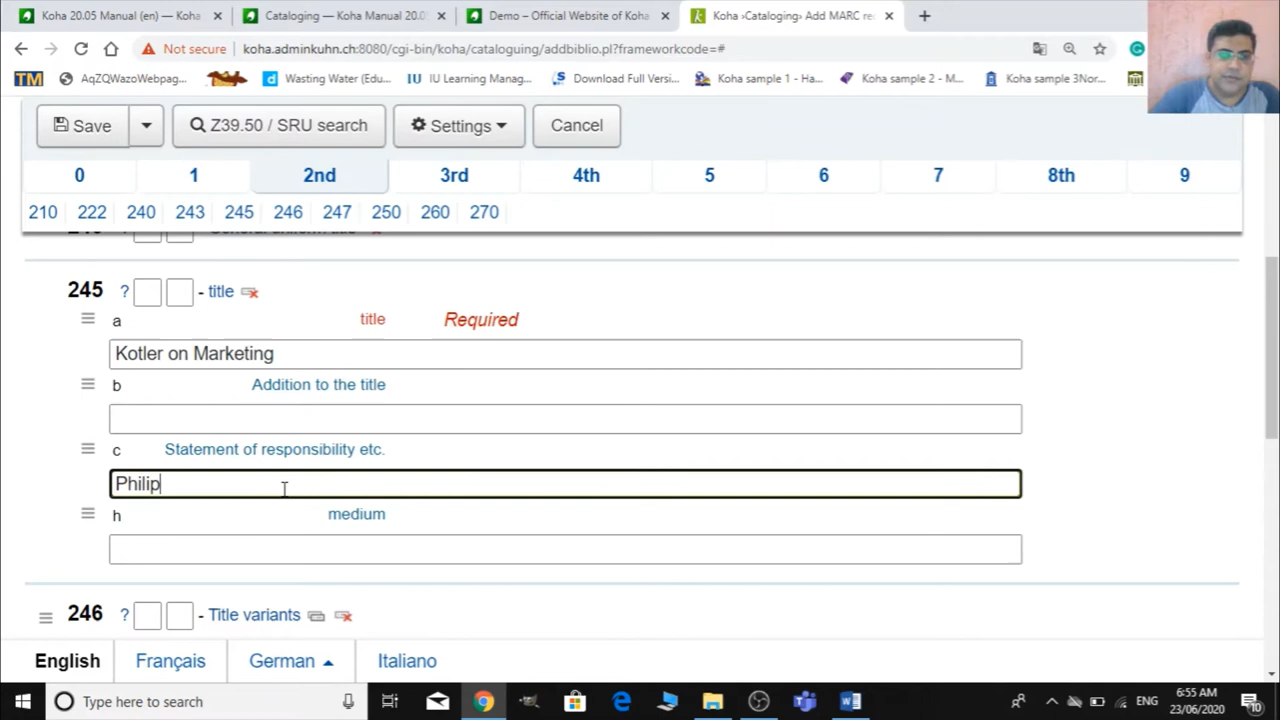 Koha 20.05 Manual (en) — Koha
Cataloging — Koha Manual 20.0
Demo – Official Website of Koha
Koha ›Cataloging› Add MARC rec
Not secure
koha.adminkuhn.ch:8080/cgi-bin/koha/cataloguing/addbiblio.pl?frameworkcode=#
TM
AqZQWazoWebpag...
Wasting Water (Edu...
IU
IU Learning Manag...
Download Full Versi...
Koha sample 1 - Ha...
Koha sample 2 - M...
Koha sample 3Nor...
Save
Z39.50 / SRU search
Settings
Cancel
0
1
2nd
3rd
4th
5
6
7
8th
9
210
222
240
243
245
246
247
250
260
270
245
?
- title
a
title
Required
Kotler on Marketing
b
Addition to the title
c
Statement of responsibility etc.
Philip
h
medium
246
?
- Title variants
English
Français
German
Italiano
Type here to search
ENG
6:55 AM
23/06/2020
10